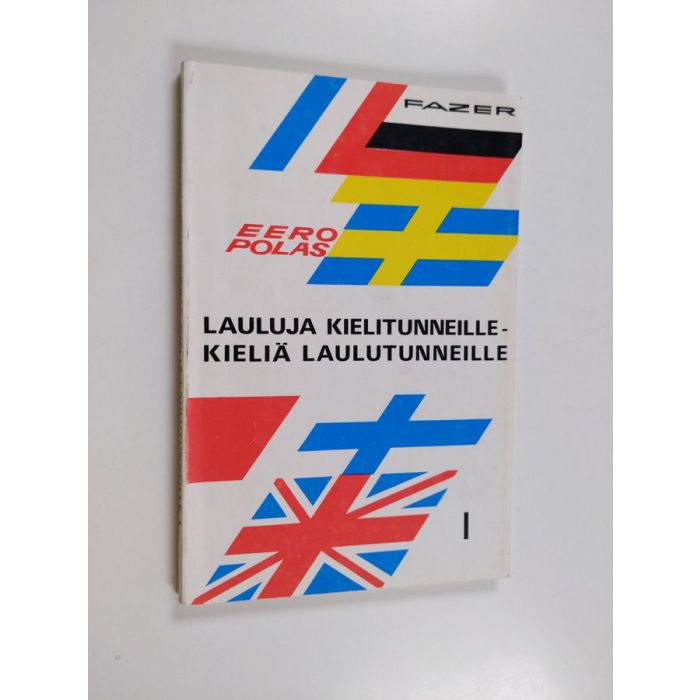 FAZER
EERO
POLAS
LAULUJA KIELITUNNEILLE-
KIELIÄ LAULUTUNNEILLE
I